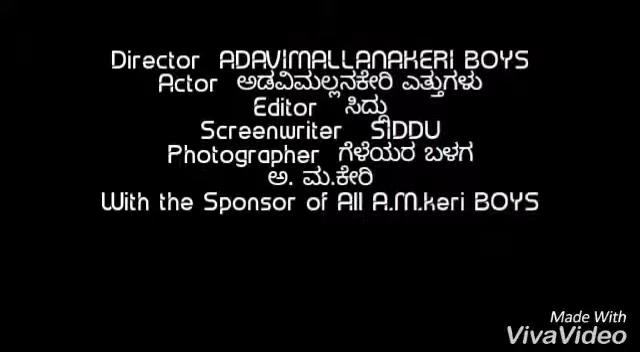 Director ADAVIMALLANAKERI BOYS
Actor ಅಡವಿಮಲ್ಲನಕೇರಿ ಎತ್ತುಗಳು
Editor ಸಿದ್ದು
Screenwriter SIDDU
Photographer ಗೆಳೆಯರ ಬಳಗ
ಅ. ಮ.ಕೇರಿ
With the Sponsor of All A.M.keri BOYS
Made With
VivaVideo